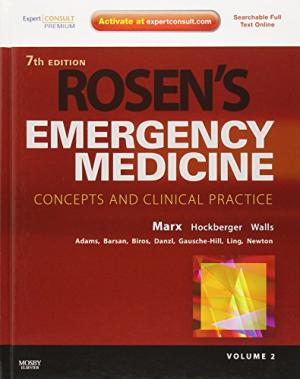 Expert CONSULT
PREMIUM
Activate at expertconsult.com
Searchable Full
Text Online
7th EDITION
ROSEN'S
EMERGENCY
MEDICINE
CONCEPTS AND CLINICAL PRACTICE
Marx Hockberger Walls
Adams, Barsan, Biros, Danzl, Gausche-Hill, Ling, Newton
MOSBY
ELSEVIER
VOLUME 2